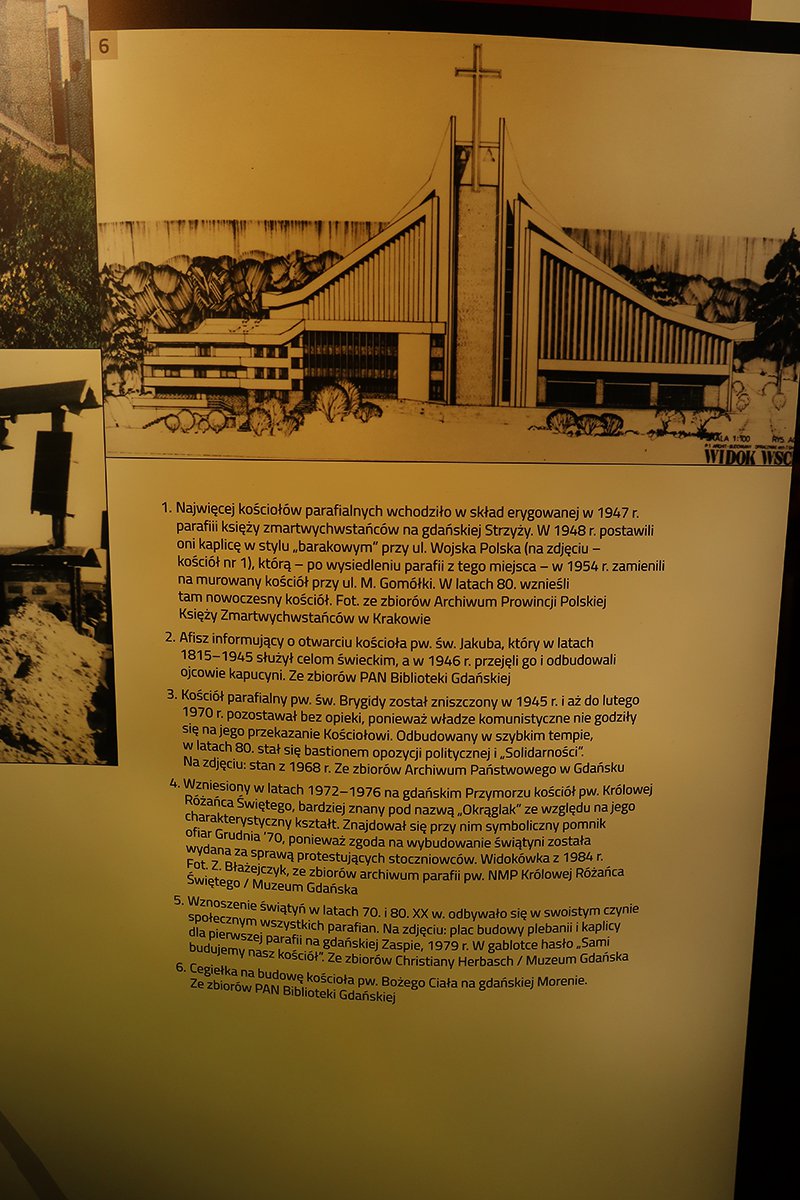 6
SKALA 1:100 RYS
WIDOK WSC
1. Najwięcej kościołów parafialnych wchodziło w skład erygowanej w 1947 r.
parafiii księży zmartwychwstańców na gdańskiej Strzyży. W 1948 r. postawili
oni kaplicę w stylu „barakowym" przy ul. Wojska Polska (na zdjęciu –
kościół nr 1), którą – po wysiedleniu parafii z tego miejsca – w 1954 r. zamienili
na murowany kościół przy ul. M. Gomółki. W latach 80. wznieśli
tam nowoczesny kościół. Fot. ze zbiorów Archiwum Prowincji Polskiej
Księży Zmartwychwstańców w Krakowie
2. Afisz informujący o otwarciu kościoła pw. św. Jakuba, który w latach
1815–1945 służył celom świeckim, a w 1946 r. przejęli go i odbudowali
ojcowie kapucyni. Ze zbiorów PAN Biblioteki Gdańskiej
3. Kościół parafialny pw. św. Brygidy został zniszczony w 1945 r. i aż do lutego
1970 r. pozostawał bez opieki, ponieważ władze komunistyczne nie godziły
się na jego przekazanie Kościołowi. Odbudowany w szybkim tempie,
w latach 80. stał się bastionem opozycji politycznej i „Solidarności".
Na zdjęciu: stan z 1968 r. Ze zbiorów Archiwum Państwowego w Gdańsku
4. Wzniesiony w latach 1972–1976 na gdańskim Przymorzu kościół pw. Królowej
Różańca Świętego, bardziej znany pod nazwą „Okrąglak" ze względu na jego
charakterystyczny kształt. Znajdował się przy nim symboliczny pomnik
ofiar Grudnia '70, ponieważ zgoda na wybudowanie świątyni została
wydana za sprawą protestujących stoczniowców. Widokówka z 1984 r.
Fot. Z. Błażejczyk, ze zbiorów archiwum parafii pw. NMP Królowej Różańca
Świętego / Muzeum Gdańska
5. Wznoszenie świątyń w latach 70. i 80. XX w. odbywało się w swoistym czynie
społecznym wszystkich parafian. Na zdjęciu: plac budowy plebanii i kaplicy
dla pierwszej parafii na gdańskiej Zaspie, 1979 r. W gablotce hasło „Sami
budujemy nasz kościół". Ze zbiorów Christiany Herbasch / Muzeum Gdańska
6. Cegiełka na budowę kościoła pw. Bożego Ciała na gdańskiej Morenie.
Ze zbiorów PAN Biblioteki Gdańskiej